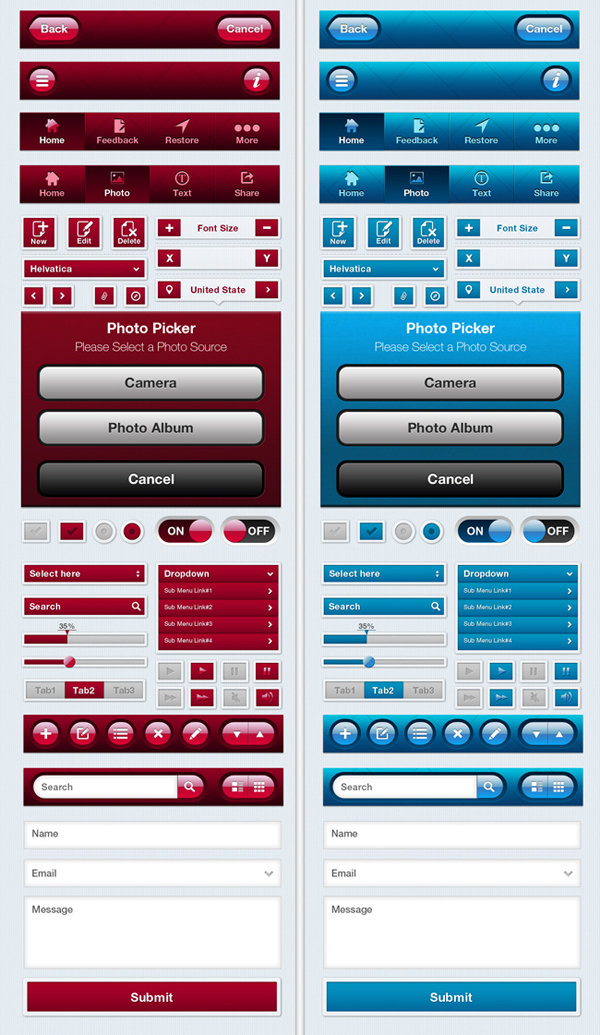 Back Cancel
Home Feedback Restore More
Home Photo Text Share
New Edit Delete
+ Font Size −
Helvatica
X Y
United State
Photo Picker
Please Select a Photo Source
Camera
Photo Album
Cancel
ON OFF
Select here
Dropdown
Sub Menu Link#1
Search
Sub Menu Link#2
Sub Menu Link#3
35%
Sub Menu Link#4
Tab1 Tab2 Tab3
Search
Name
Email
Message
Submit
Back Cancel
Home Feedback Restore More
Home Photo Text Share
New Edit Delete
+ Font Size −
Helvatica
X Y
United State
Photo Picker
Please Select a Photo Source
Camera
Photo Album
Cancel
ON OFF
Select here
Dropdown
Sub Menu Link#1
Search
Sub Menu Link#2
Sub Menu Link#3
35%
Sub Menu Link#4
Tab1 Tab2 Tab3
Search
Name
Email
Message
Submit